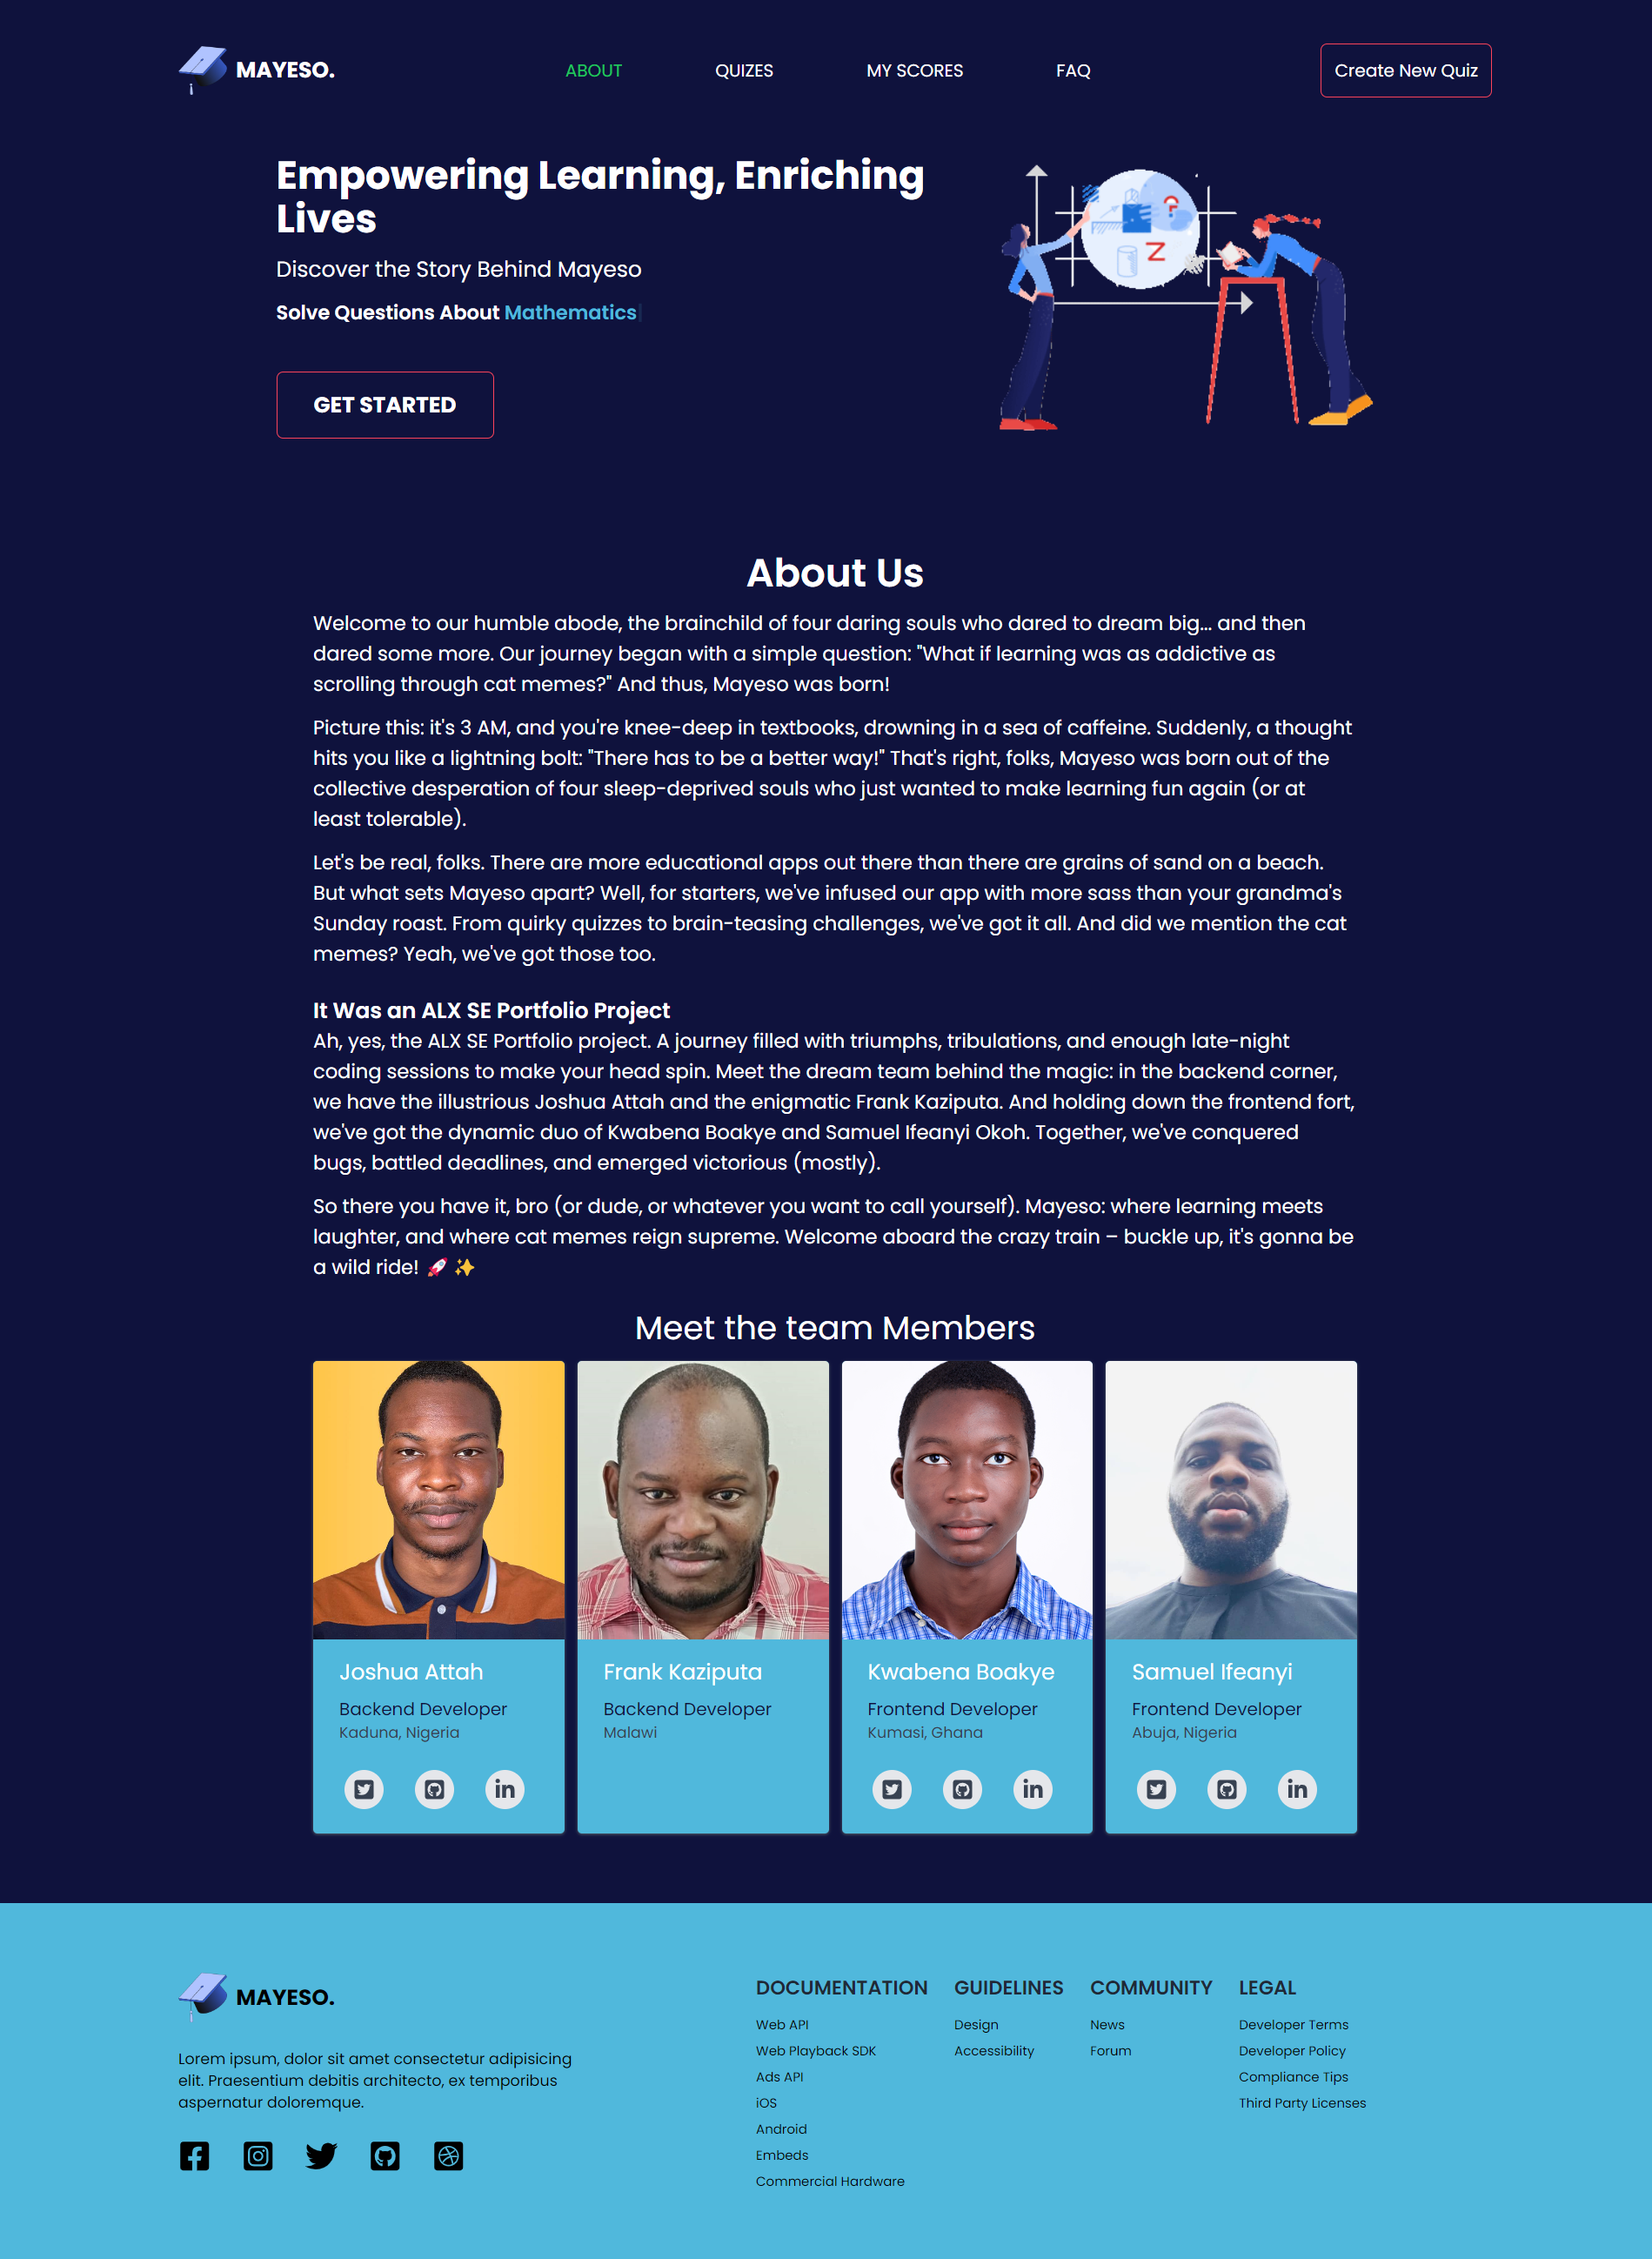 MAYESO.
ABOUT
QUIZES
MY SCORES
FAQ
Create New Quiz
Empowering Learning, Enriching
Lives
Discover the Story Behind Mayeso
Solve Questions About Mathematics
GET STARTED
Z
About Us
Welcome to our humble abode, the brainchild of four daring souls who dared to dream big... and then
dared some more. Our journey began with a simple question: "What if learning was as addictive as
scrolling through cat memes?" And thus, Mayeso was born!
Picture this: it's 3 AM, and you're knee-deep in textbooks, drowning in a sea of caffeine. Suddenly, a thought
hits you like a lightning bolt: "There has to be a better way!" That's right, folks, Mayeso was born out of the
collective desperation of four sleep-deprived souls who just wanted to make learning fun again (or at
least tolerable).
Let's be real, folks. There are more educational apps out there than there are grains of sand on a beach.
But what sets Mayeso apart? Well, for starters, we've infused our app with more sass than your grandma's
Sunday roast. From quirky quizzes to brain-teasing challenges, we've got it all. And did we mention the cat
memes? Yeah, we've got those too.
It Was an ALX SE Portfolio Project
Ah, yes, the ALX SE Portfolio project. A journey filled with triumphs, tribulations, and enough late-night
coding sessions to make your head spin. Meet the dream team behind the magic: in the backend corner,
we have the illustrious Joshua Attah and the enigmatic Frank Kaziputa. And holding down the frontend fort,
we've got the dynamic duo of Kwabena Boakye and Samuel Ifeanyi Okoh. Together, we've conquered
bugs, battled deadlines, and emerged victorious (mostly).
So there you have it, bro (or dude, or whatever you want to call yourself). Mayeso: where learning meets
laughter, and where cat memes reign supreme. Welcome aboard the crazy train – buckle up, it's gonna be
a wild ride! 🚀 ✨
Meet the team Members
Joshua Attah
Backend Developer
Kaduna, Nigeria
in
Frank Kaziputa
Backend Developer
Malawi
Kwabena Boakye
Frontend Developer
Kumasi, Ghana
in
Samuel Ifeanyi
Frontend Developer
Abuja, Nigeria
in
MAYESO.
Lorem ipsum, dolor sit amet consectetur adipisicing
elit. Praesentium debitis architecto, ex temporibus
aspernatur doloremque.
DOCUMENTATION
Web API
Web Playback SDK
Ads API
iOS
Android
Embeds
Commercial Hardware
GUIDELINES
Design
Accessibility
COMMUNITY
News
Forum
LEGAL
Developer Terms
Developer Policy
Compliance Tips
Third Party Licenses